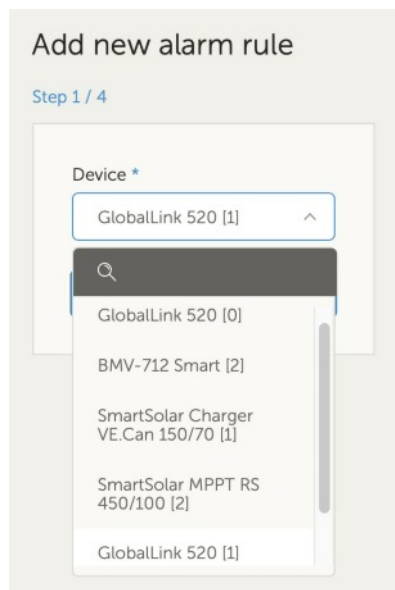 Add new alarm rule
Step 1 / 4
Device *
GlobalLink 520 [1]
GlobalLink 520 [0]
BMV-712 Smart [2]
SmartSolar Charger
VE.Can 150/70 [1]
SmartSolar MPPT RS
450/100 [2]
GlobalLink 520 [1]